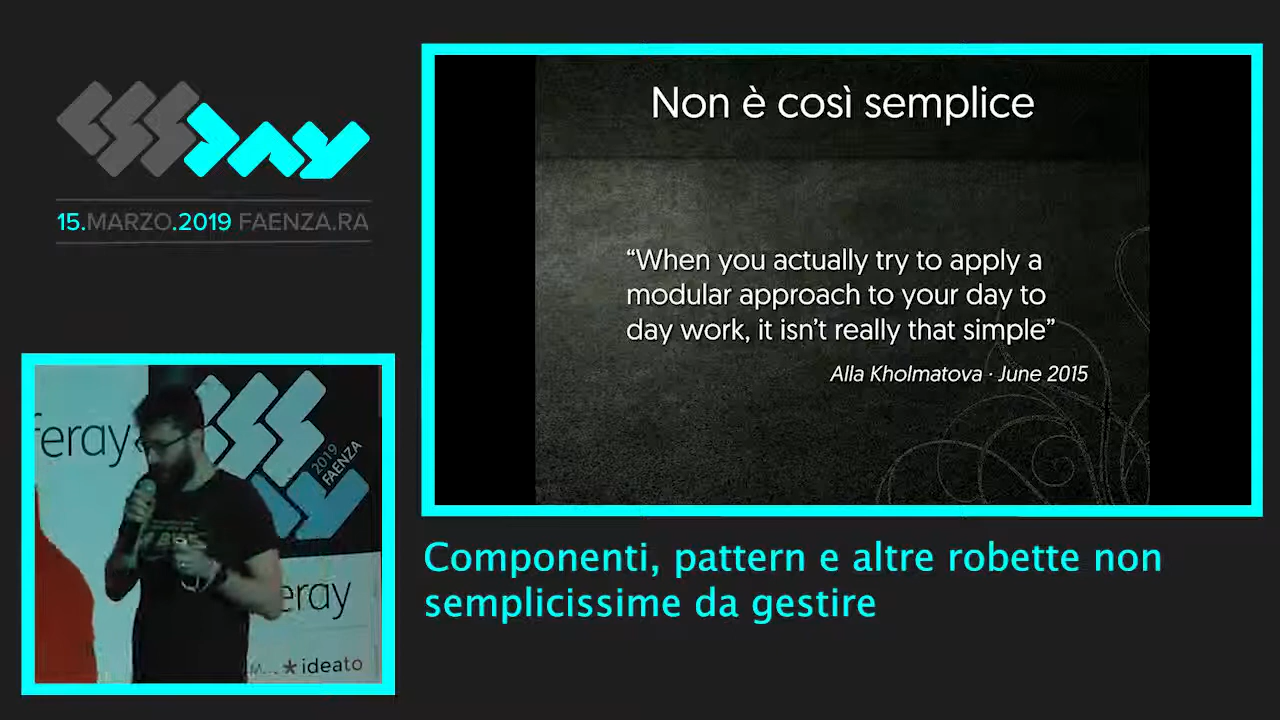 CSS DAY
15.MARZO.2019 FAENZA.RA
Non è così semplice
“When you actually try to apply a
modular approach to your day to
day work, it isn’t really that simple”
Alla Kholmatova · June 2015
feray
2019
FAENZA
eray
ideato
Componenti, pattern e altre robette non
semplicissime da gestire